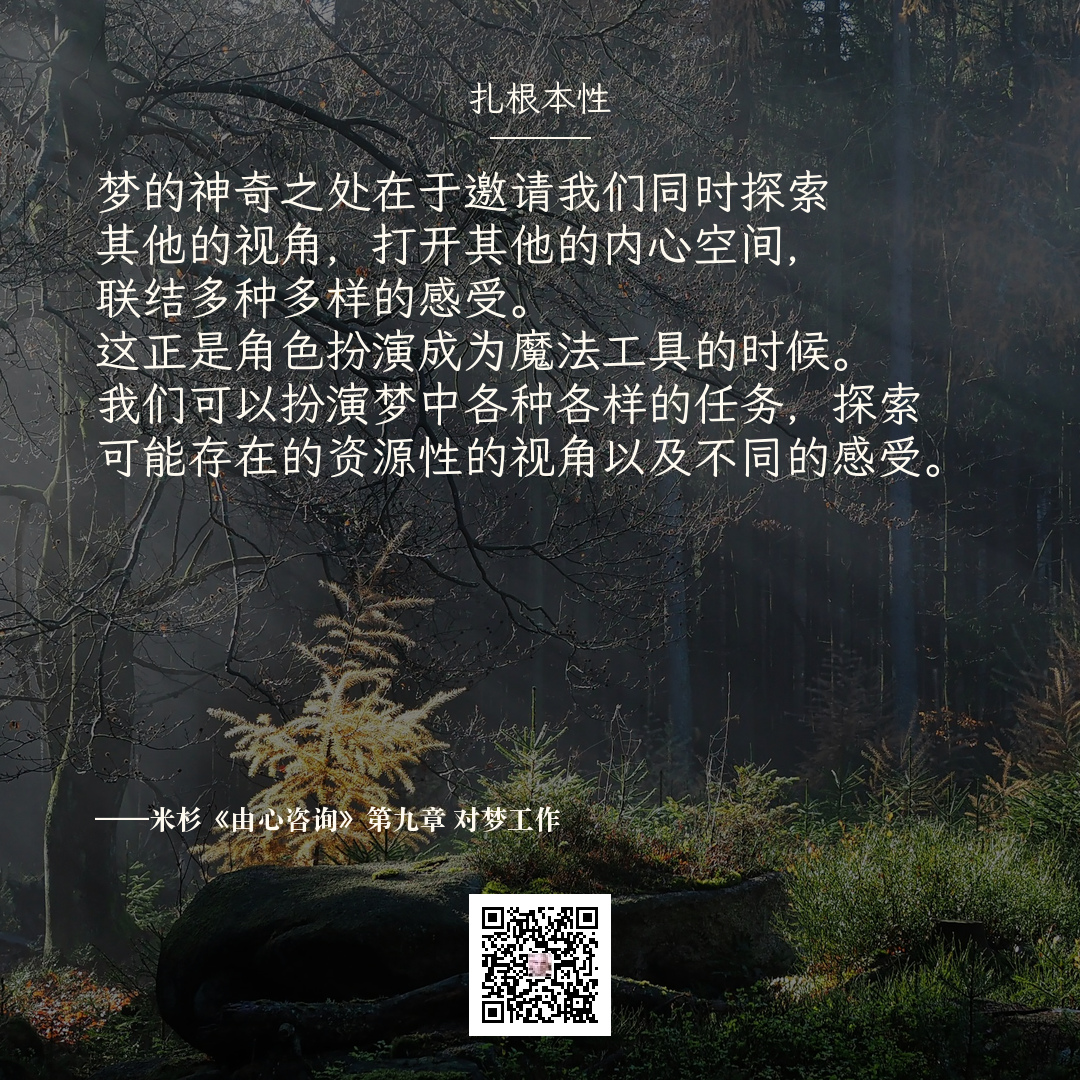 扎根本性
梦的神奇之处在于邀请我们同时探索
其他的视角，打开其他的内心空间，
联结多种多样的感受。
这正是角色扮演成为魔法工具的时候。
我们可以扮演梦中各种各样的任务，探索
可能存在的资源性的视角以及不同的感受。
——米杉《由心咨询》第九章 对梦工作